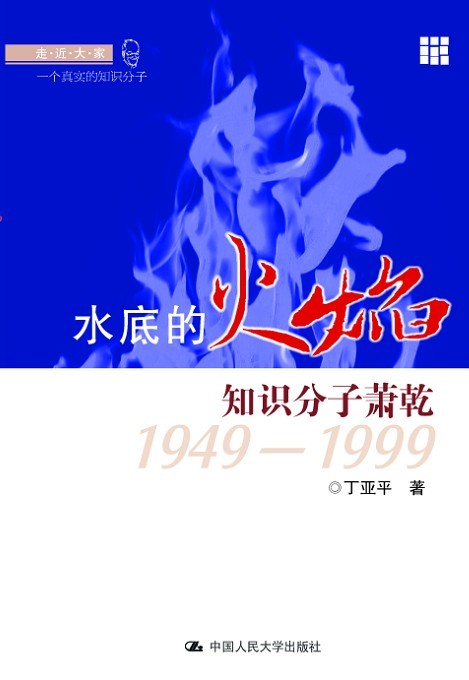 走·近·大·家
一个真实的知识分子
水底的火焰
知识分子萧乾
1949—1999
◎丁亚平 著
中国人民大学出版社